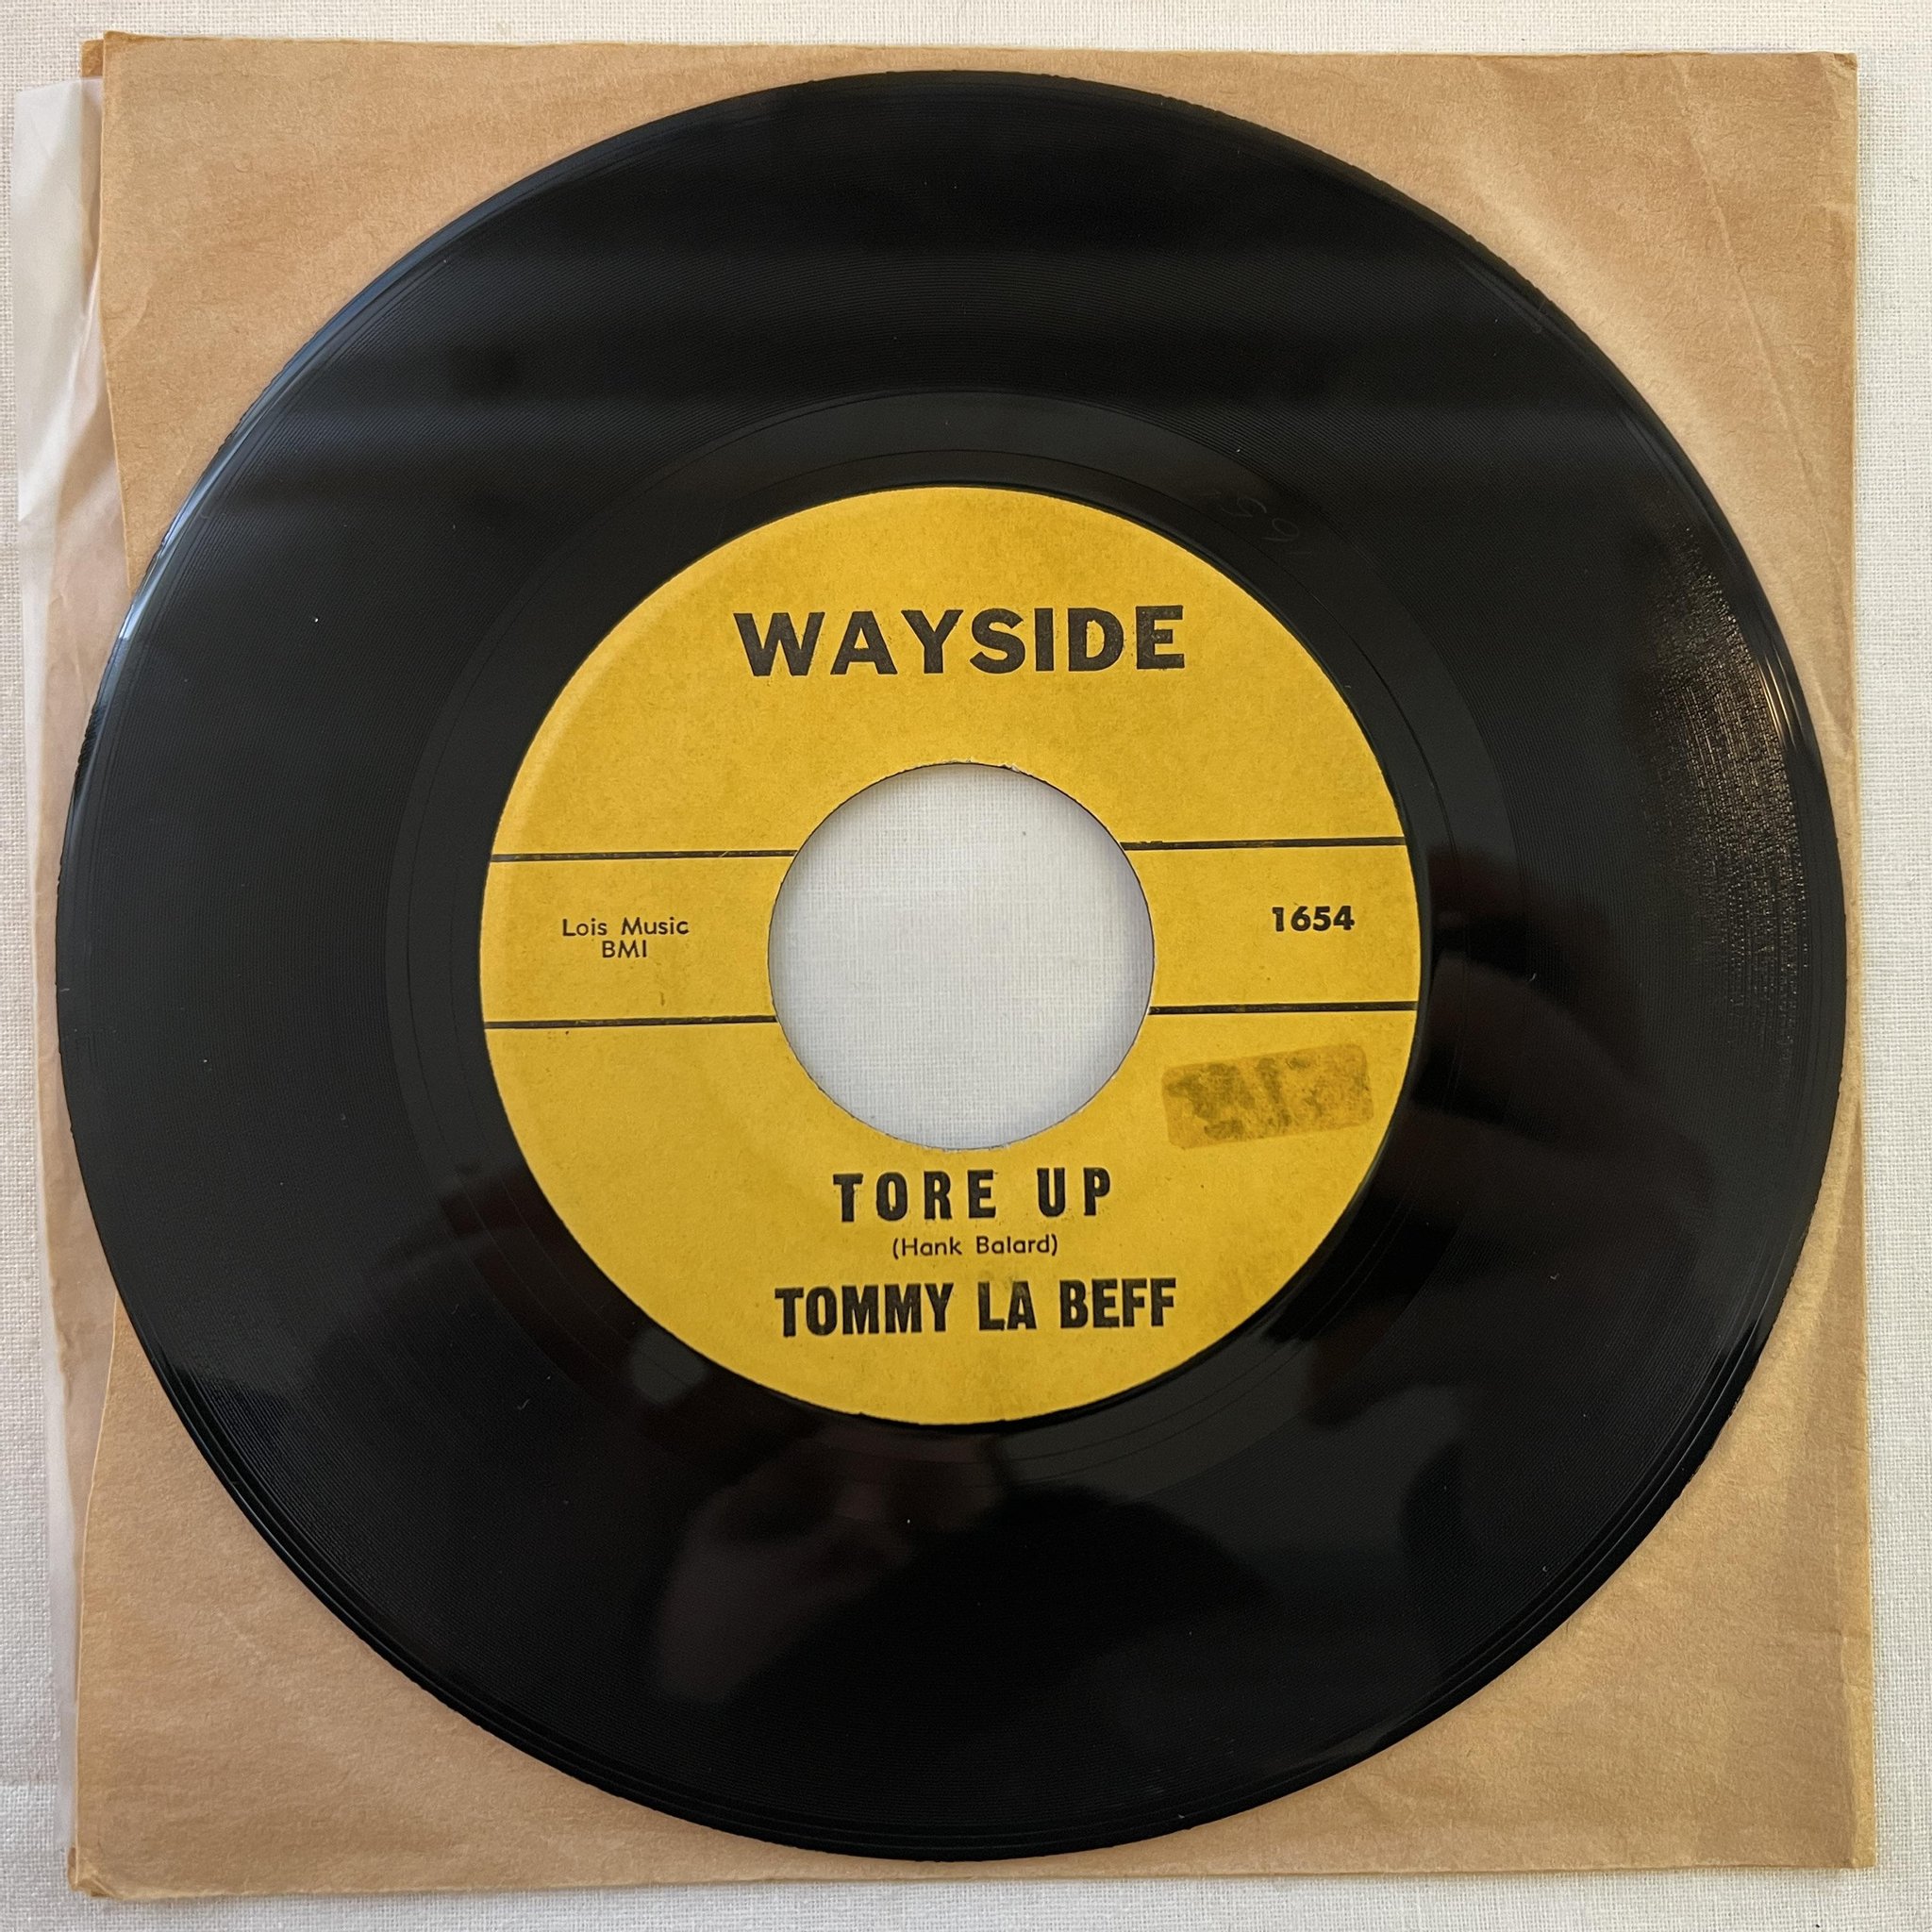 WAYSIDE
Lois Music
BMI
1654
TORE UP
(Hank Balard)
TOMMY LA BEFF